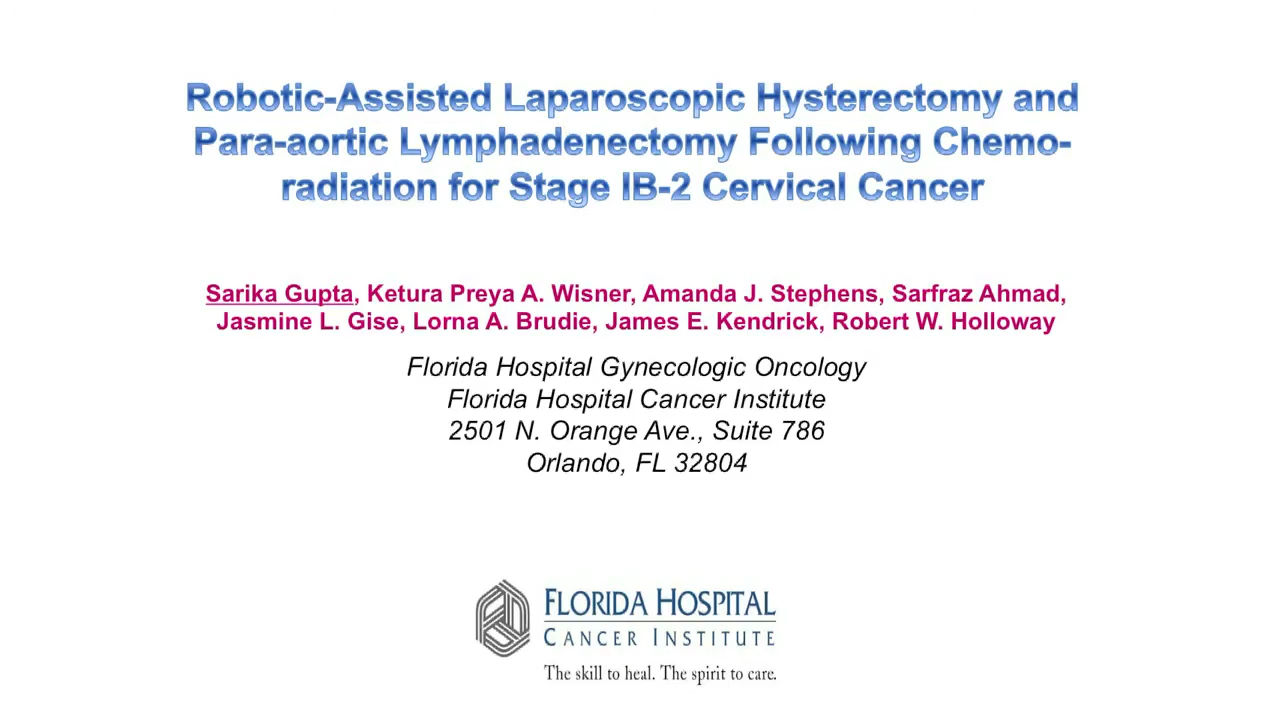 Robotic-Assisted Laparoscopic Hysterectomy and
Para-aortic Lymphadenectomy Following Chemo-
radiation for Stage IB-2 Cervical Cancer
Sarika Gupta, Ketura Preya A. Wisner, Amanda J. Stephens, Sarfraz Ahmad,
Jasmine L. Gise, Lorna A. Brudie, James E. Kendrick, Robert W. Holloway
Florida Hospital Gynecologic Oncology
Florida Hospital Cancer Institute
2501 N. Orange Ave., Suite 786
Orlando, FL 32804
FLORIDA HOSPITAL
CANCER INSTITUTE
The skill to heal. The spirit to care.